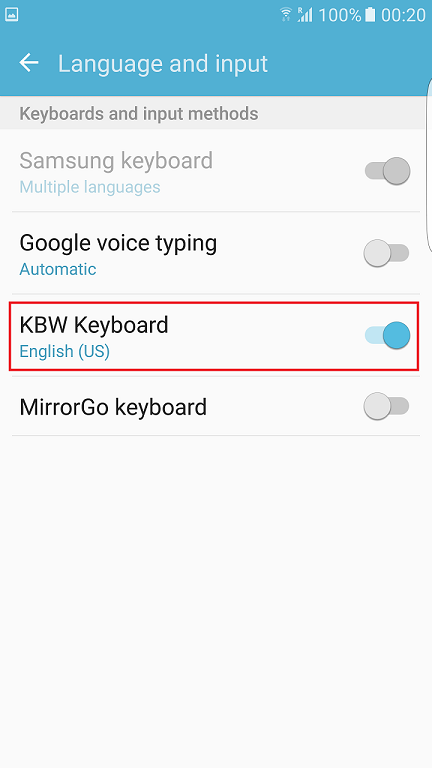 R 100% 00:20
Language and input
Keyboards and input methods
Samsung keyboard
Multiple languages
Google voice typing
Automatic
KBW Keyboard
English (US)
MirrorGo keyboard